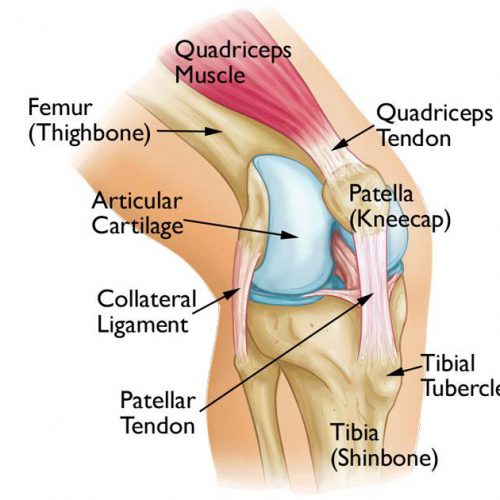 Quadriceps
Muscle
Femur
(Thighbone)
Quadriceps
Tendon
Articular
Cartilage
Patella
(Kneecap)
Collateral
Ligament
Patellar
Tendon
Tibial
Tubercle
Tibia
(Shinbone)